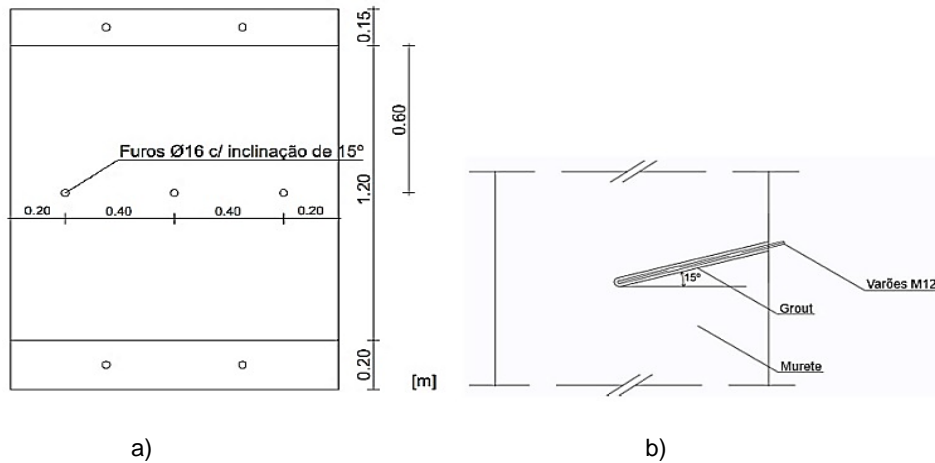 0.15
0.60
Furos Ø16 c/ inclinação de 15º
1.20
0.20
0.40
0.40
0.20
0.20
[m]
15º
Varões M12
Grout
Murete
a)
b)